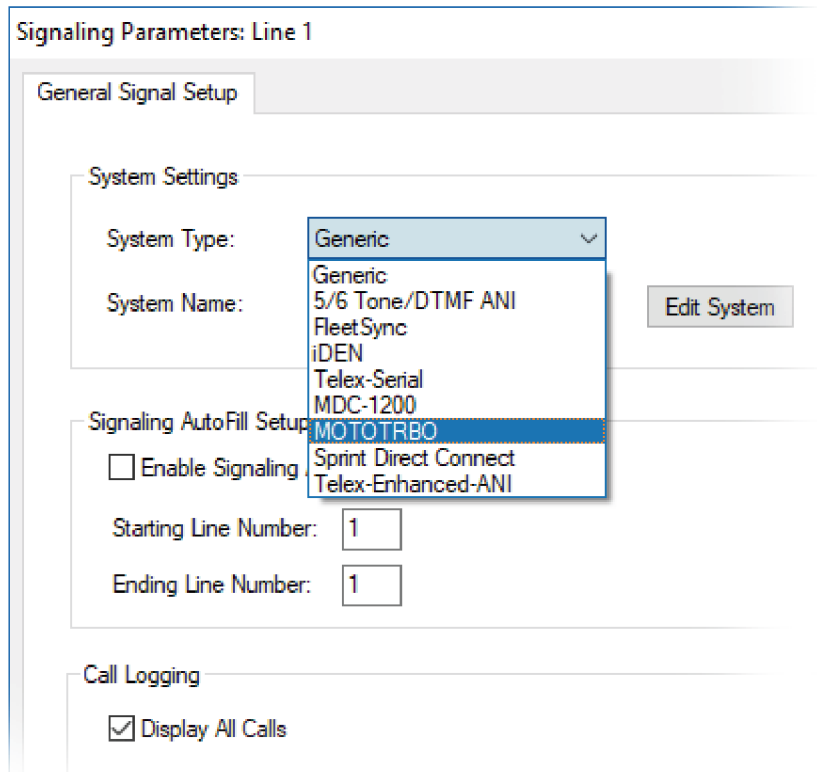 Signaling Parameters: Line 1
General Signal Setup
System Settings
System Type:
Generic
Generic
5/6 Tone/DTMF ANI
FleetSync
iDEN
Telex-Serial
MDC-1200
MOTOTRBO
Sprint Direct Connect
Telex-Enhanced-ANI
System Name:
Edit System
Signaling AutoFill Setup
Enable Signaling
Starting Line Number:
1
Ending Line Number:
1
Call Logging
Display All Calls